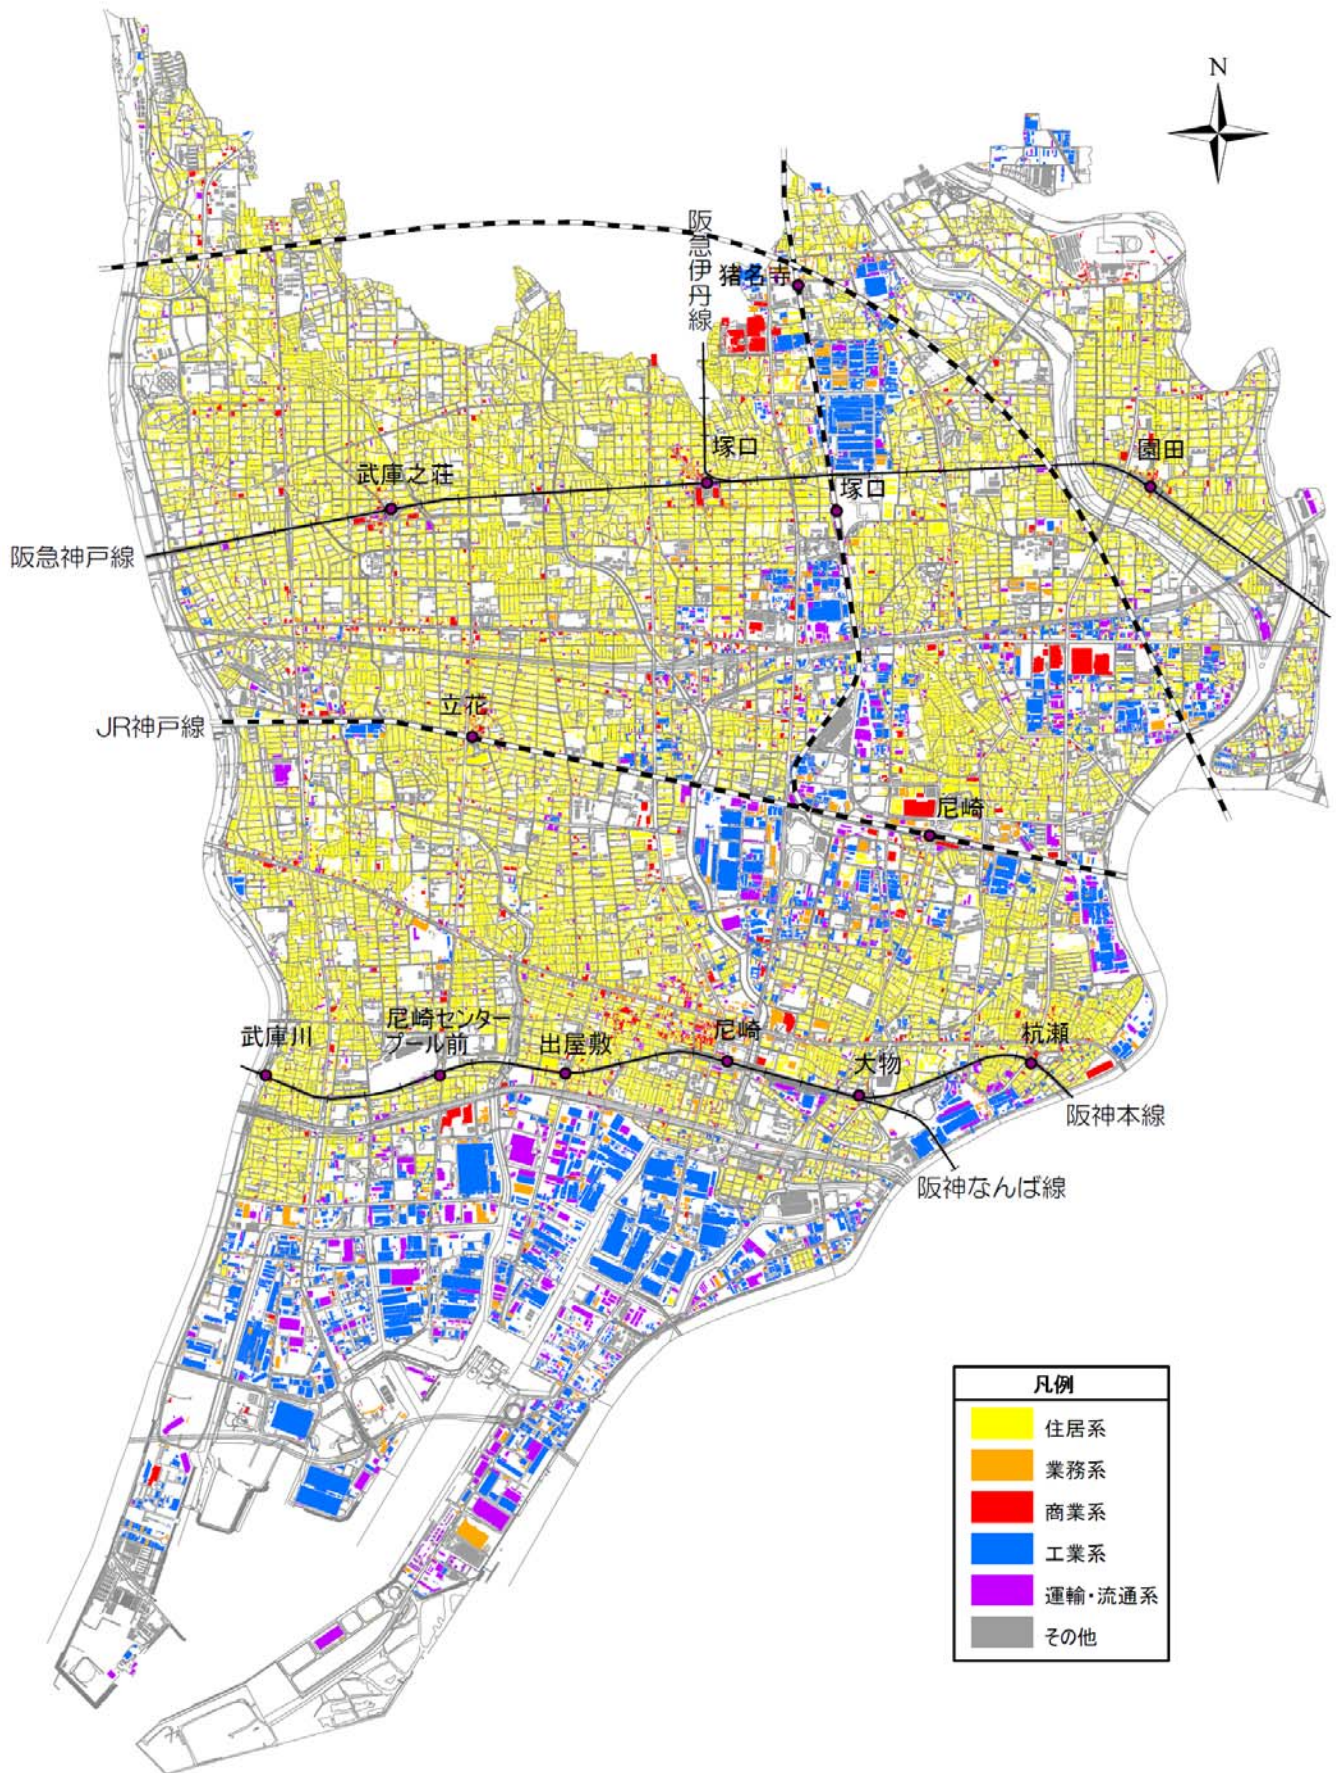 N
阪急伊丹線
猪名寺
塚口
園田
武庫之荘
塚口
阪急神戸線
立花
JR神戸線
尼崎
武庫川
尼崎センター
プール前
出屋敷
尼崎
大物
杭瀬
阪神本線
阪神なんば線
凡例
住居系
業務系
商業系
工業系
運輸・流通系
その他